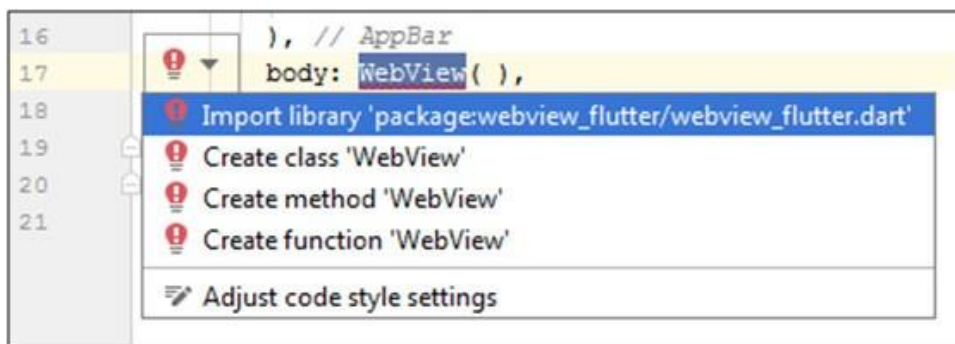 16 ), // AppBar
17 body: WebView( ),
18 Import library 'package:webview_flutter/webview_flutter.dart'
19 Create class 'WebView'
20 Create method 'WebView'
21 Create function 'WebView'
Adjust code style settings